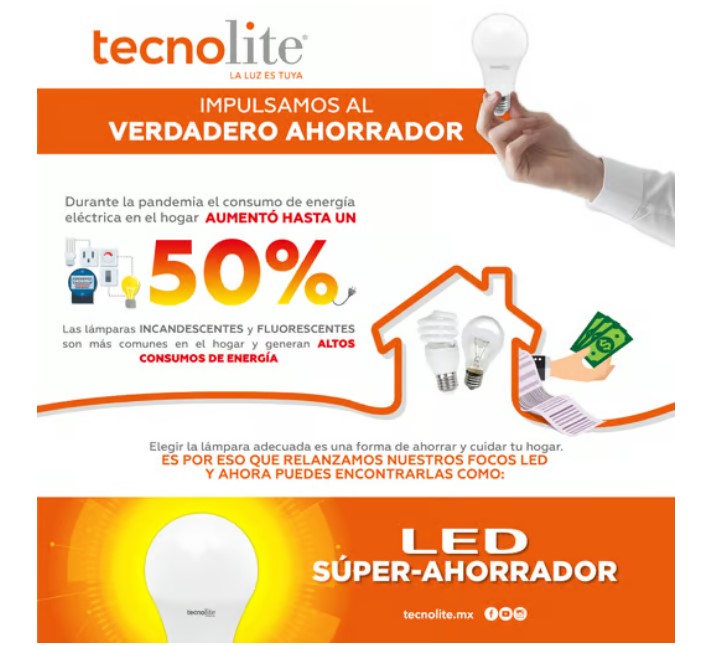 tecnolite®
LA LUZ ES TUYA
IMPULSAMOS AL
VERDADERO AHORRADOR
Durante la pandemia el consumo de energía
eléctrica en el hogar AUMENTÓ HASTA UN
50%
Las lámparas INCANDESCENTES y FLUORESCENTES
son más comunes en el hogar y generan ALTOS
CONSUMOS DE ENERGÍA
$
Elegir la lámpara adecuada es una forma de ahorrar y cuidar tu hogar.
ES POR ESO QUE RELANZAMOS NUESTROS FOCOS LED
Y AHORA PUEDES ENCONTRARLAS COMO:
LED
SÚPER-AHORRADOR
tecnolite
tecnolite.mx